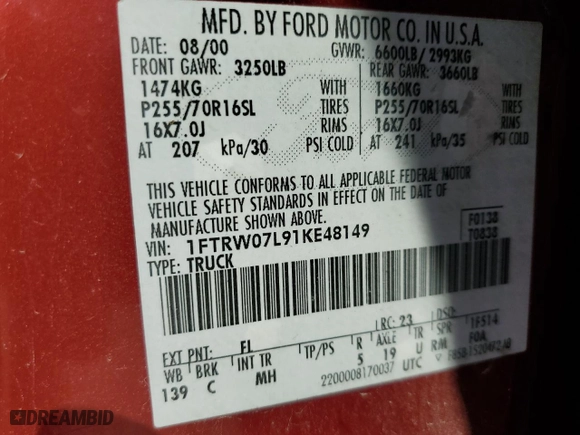 MFD. BY FORD MOTOR CO. IN U.S.A.
DATE: 08/00 GVWR: 6600LB/ 2993KG
FRONT GAWR: 3250LB REAR GAWR: 3660LB
1474KG WITH 1660KG WITH
P255/70R16SL TIRES P255/70R16SL TIRES
16X7.0J RIMS 16X7.0J RIMS
AT 207 kPa/30 PSI COLD AT 241 kPa/35 PSI COLD
THIS VEHICLE CONFORMS TO ALL APPLICABLE FEDERAL MOTOR
VEHICLE SAFETY STANDARDS IN EFFECT ON THE DATE OF
MANUFACTURE SHOWN ABOVE.
VIN: 1FTRW07L91KE48149 F0138
TYPE: TRUCK T0838
EXT PNT: FL RC: 23 DSO:
WB BRK INT TR TP/PS R AXLE TR SPR 1F514
139 C MH 5 19 U RM FOA
2200008170037 UTC
DREAMBID